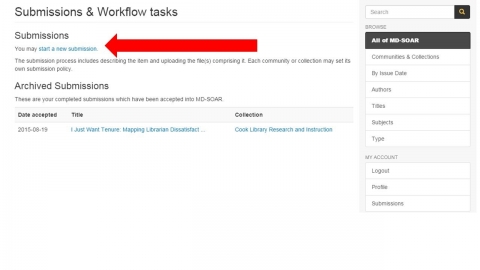 Submissions & Workflow tasks
Submissions
You may start a new submission.
The submission process includes describing the item and uploading the file(s) comprising it. Each community or collection may set its
own submission policy.
Archived Submissions
These are your completed submissions which have been accepted into MD-SOAR.
Date accepted Title Collection
2015-08-19 I Just Want Tenure: Mapping Librarian Dissatisfact ... Cook Library Research and Instruction
Search
BROWSE
All of MD-SOAR
Communities & Collections
By Issue Date
Authors
Titles
Subjects
Type
MY ACCOUNT
Logout
Profile
Submissions